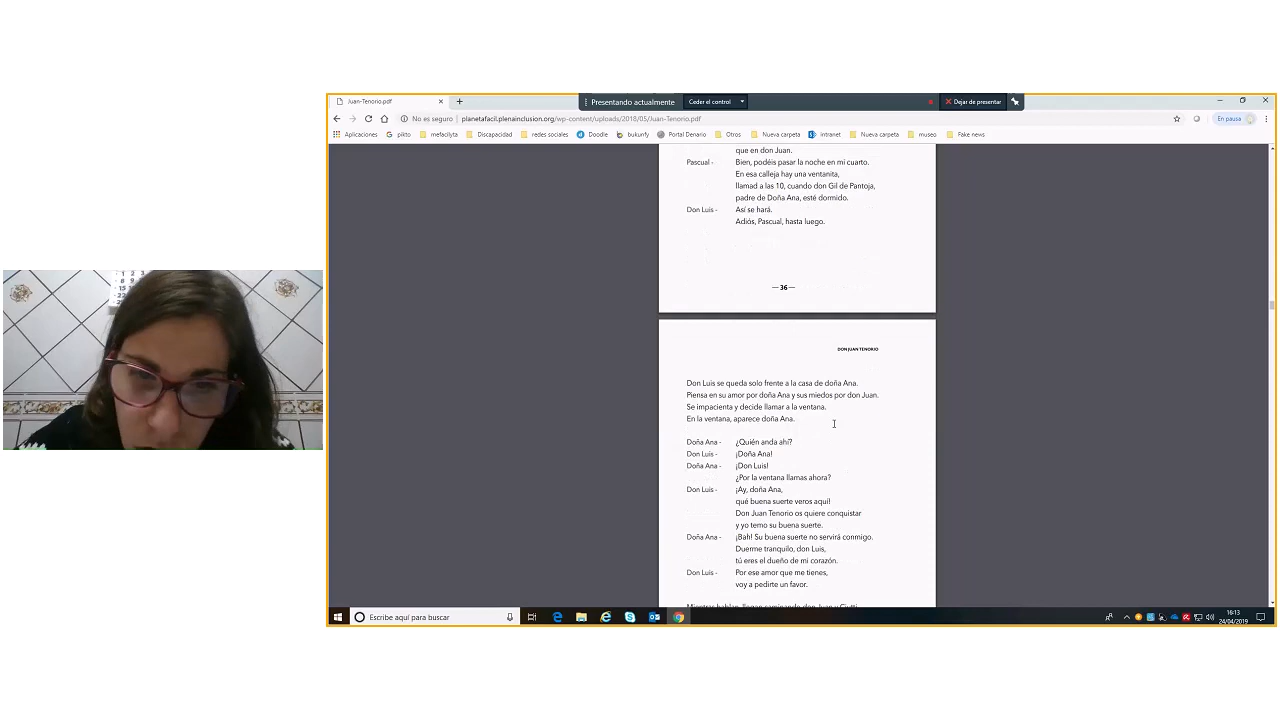 Juan-Tenorio.pdf
Presentando actualmente
Ceder el control
Dejar de presentar
No es seguro
planetafacil.plenainclusion.org/wp-content/uploads/2018/05/Juan-Tenorio.pdf
En pausa
Aplicaciones
pikto
mefacilyta
Discapacidad
redes sociales
Doodle
bukunfy
Portal Denario
Otros
Nueva carpeta
intranet
Nueva carpeta
museo
Fake news
que en don Juan.
Pascual - Bien, podéis pasar la noche en mi cuarto.
En esa calleja hay una ventanita,
llamad a las 10, cuando don Gil de Pantoja,
padre de Doña Ana, esté dormido.
Don Luis - Así se hará.
Adiós, Pascual, hasta luego.
— 36 —
DON JUAN TENORIO
Don Luis se queda solo frente a la casa de doña Ana.
Piensa en su amor por doña Ana y sus miedos por don Juan.
Se impacienta y decide llamar a la ventana.
En la ventana, aparece doña Ana.
Doña Ana - ¿Quién anda ahí?
Don Luis - ¡Doña Ana!
Doña Ana - ¡Don Luis!
¿Por la ventana llamas ahora?
Don Luis - ¡Ay, doña Ana,
qué buena suerte veros aquí!
Don Juan Tenorio os quiere conquistar
y yo temo su buena suerte.
Doña Ana - ¡Bah! Su buena suerte no servirá conmigo.
Duerme tranquilo, don Luis,
tú eres el dueño de mi corazón.
Don Luis - Por ese amor que me tienes,
voy a pedirte un favor.
Mientras hablan, llegan caminando don Juan y Ciutti
Escribe aquí para buscar
16:13
24/04/2019